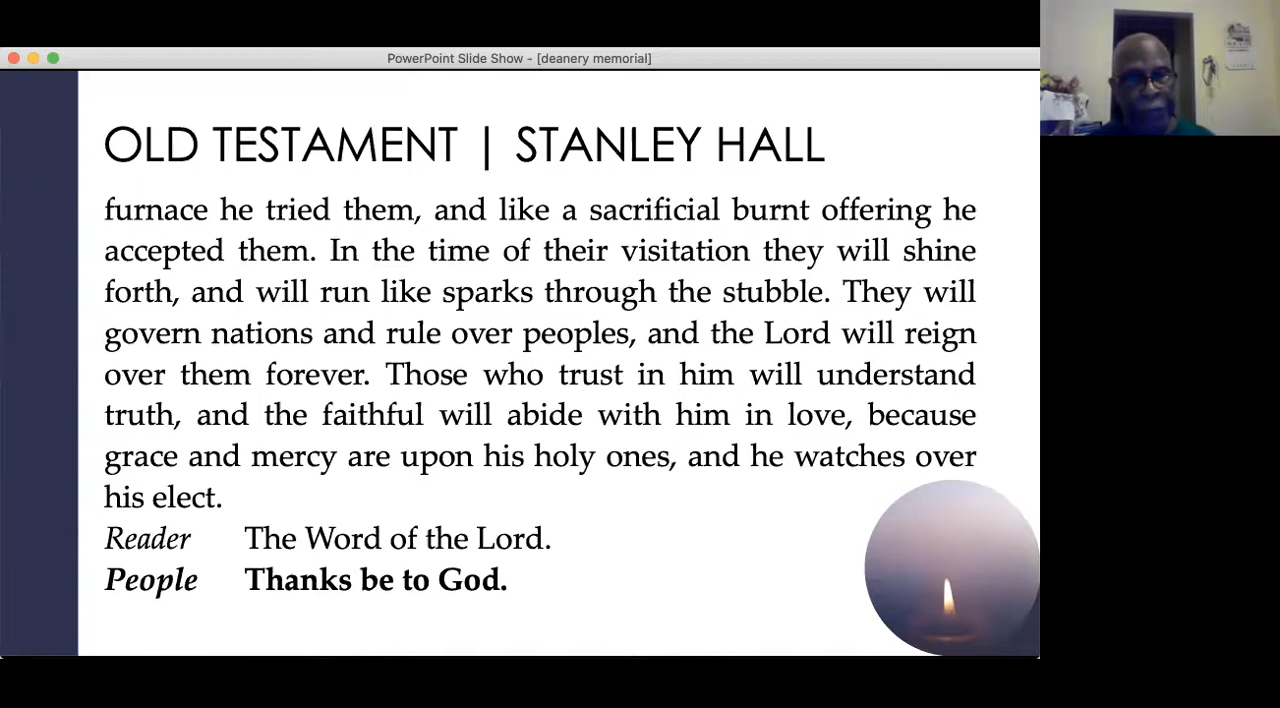 PowerPoint Slide Show - [deanery memorial]
OLD TESTAMENT | STANLEY HALL
furnace he tried them, and like a sacrificial burnt offering he
accepted them. In the time of their visitation they will shine
forth, and will run like sparks through the stubble. They will
govern nations and rule over peoples, and the Lord will reign
over them forever. Those who trust in him will understand
truth, and the faithful will abide with him in love, because
grace and mercy are upon his holy ones, and he watches over
his elect.
Reader The Word of the Lord.
People Thanks be to God.